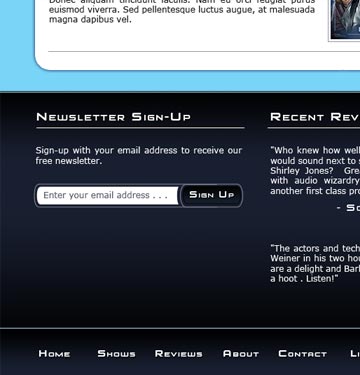 Donec aliquam tincidunt iaculis. Nam eu orci feugiat purus
euismod viverra. Sed pellentesque luctus augue, at malesuada
magna dapibus vel.
Newsletter Sign-Up
Sign-up with your email address to receive our
free newsletter.
Enter your email address . . .
Sign Up
Recent Rev
"Who knew how well
would sound next to s
Shirley Jones? Gre
with audio wizardry
another first class pro
- Sc
"The actors and tech
Weiner in his two hou
are a delight and Bar
a hoot . Listen!"
Home Shows Reviews About Contact Li